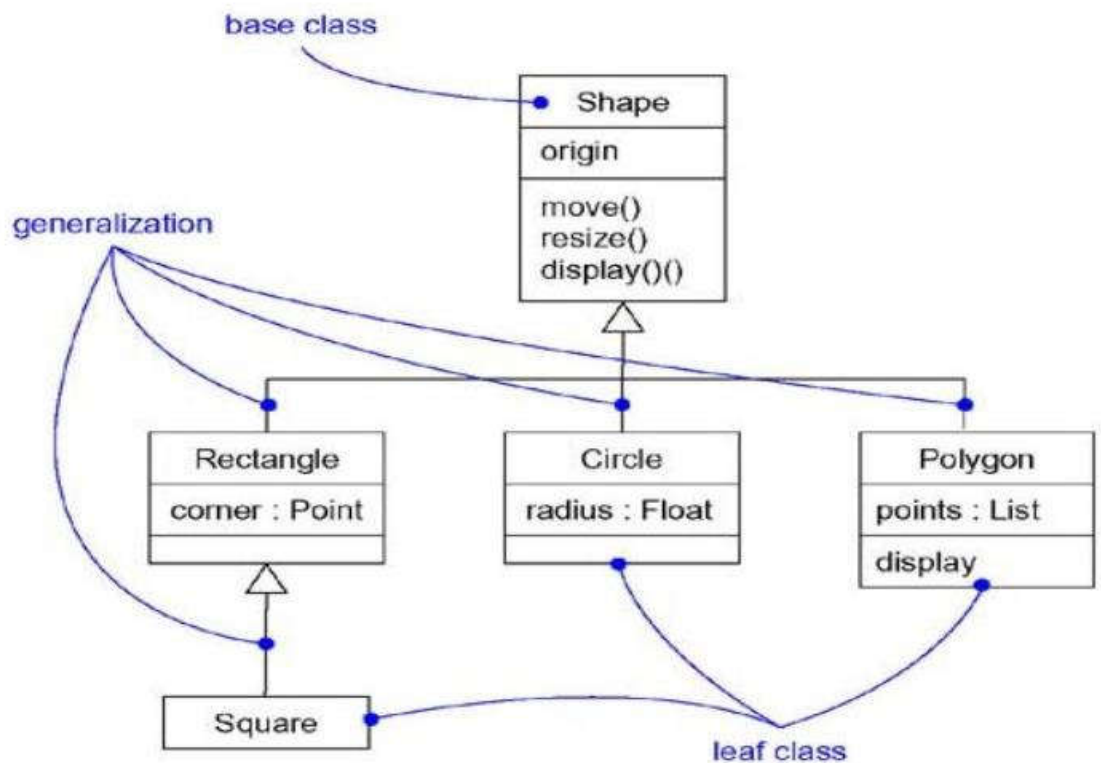 base class
Shape
origin
move()
resize()
display()()
generalization
Rectangle
corner : Point
Circle
radius : Float
Polygon
points : List
display
Square
leaf class